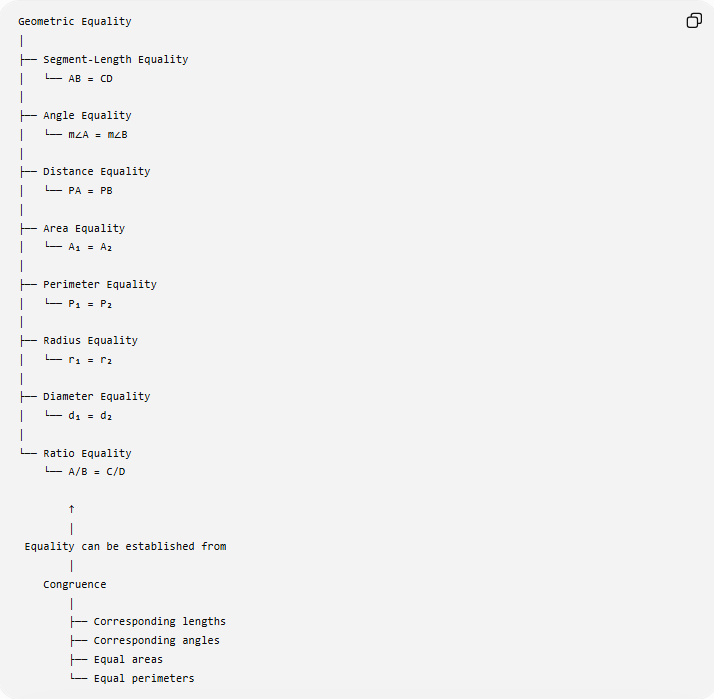 Geometric Equality
│
├── Segment-Length Equality
│   └── AB = CD
│
├── Angle Equality
│   └── m∠A = m∠B
│
├── Distance Equality
│   └── PA = PB
│
├── Area Equality
│   └── A₁ = A₂
│
├── Perimeter Equality
│   └── P₁ = P₂
│
├── Radius Equality
│   └── r₁ = r₂
│
├── Diameter Equality
│   └── d₁ = d₂
│
└── Ratio Equality
    └── A/B = C/D

        ↑
        │
 Equality can be established from
        │
    Congruence
        │
        ├── Corresponding lengths
        ├── Corresponding angles
        ├── Equal areas
        └── Equal perimeters